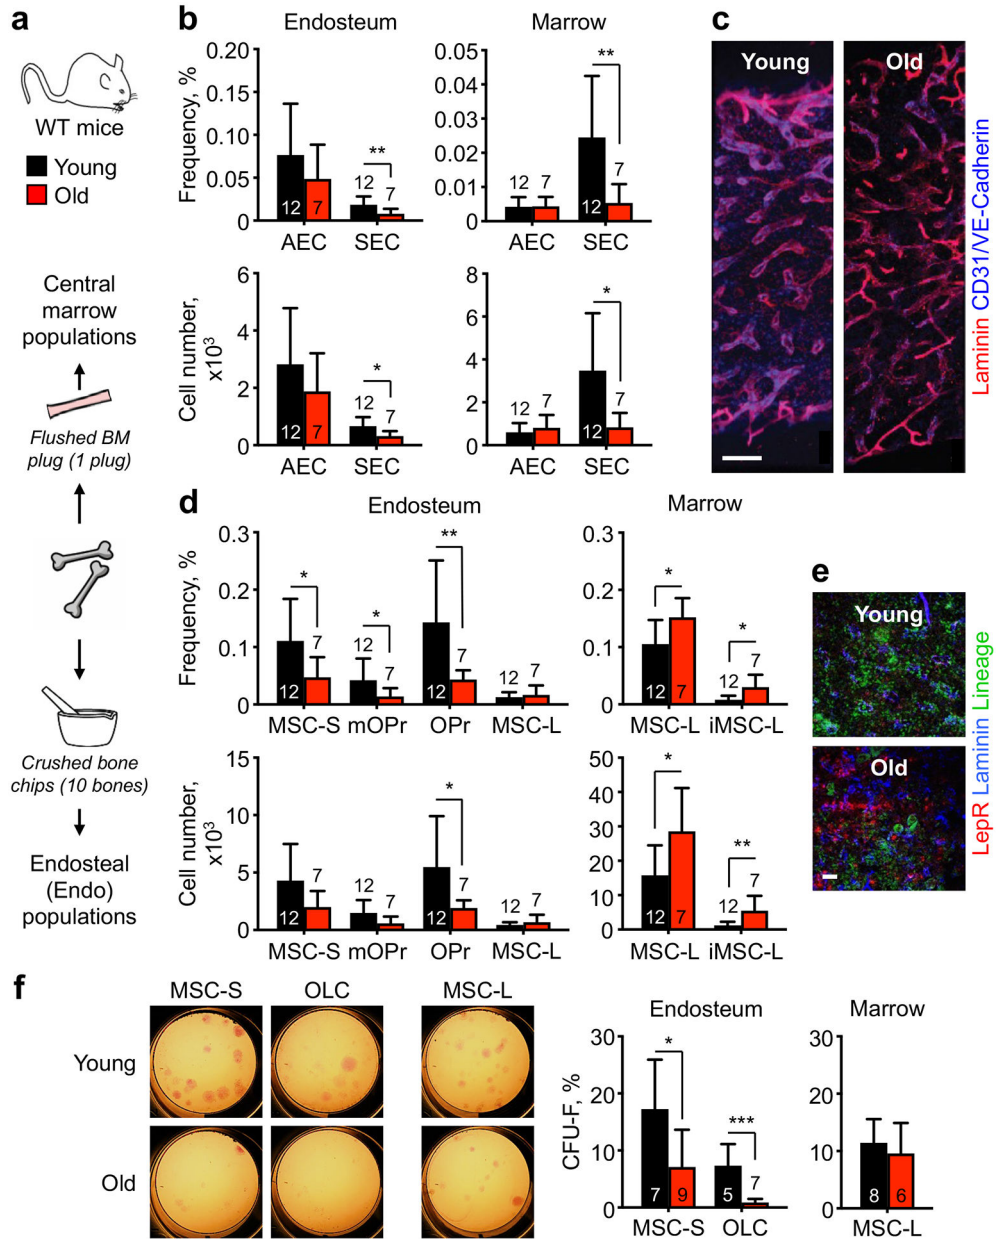 a
WT mice
Young
Old
Central
marrow
populations
Flushed BM
plug (1 plug)
Crushed bone
chips (10 bones)
Endosteal
(Endo)
populations
b
Endosteum
Marrow
Frequency, %
0.20
0.15
0.10
0.05
0
12
7
12
7
**
AEC
SEC
0.05
0.04
0.03
0.02
0.01
0
12
7
12
7
**
AEC
SEC
Cell number,
x10³
6
4
2
0
12
7
12
7
*
AEC
SEC
8
6
4
2
0
12
7
12
7
*
AEC
SEC
c
Young
Old
Laminin CD31/VE-Cadherin
d
Endosteum
Marrow
Frequency, %
0.3
0.2
0.1
0
*
12
7
*
12
7
**
12
7
12
7
MSC-S
mOPr
OPr
MSC-L
0.3
0.2
0.1
0
*
12
7
*
12
7
MSC-L
iMSC-L
Cell number,
x10³
15
10
5
0
12
7
12
7
*
12
7
12
7
MSC-S
mOPr
OPr
MSC-L
50
40
30
20
10
0
*
12
7
**
12
7
MSC-L
iMSC-L
e
Young
Old
LepR Laminin Lineage
f
MSC-S
OLC
MSC-L
Young
Old
Endosteum
Marrow
CFU-F, %
30
20
10
0
*
7
9
***
5
7
MSC-S
OLC
30
20
10
0
8
6
MSC-L